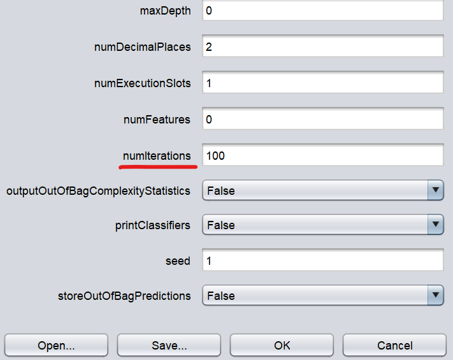 maxDepth 0
numDecimalPlaces 2
numExecutionSlots 1
numFeatures 0
numIterations 100
outputOutOfBagComplexityStatistics False
printClassifiers False
seed 1
storeOutOfBagPredictions False
Open... Save... OK Cancel